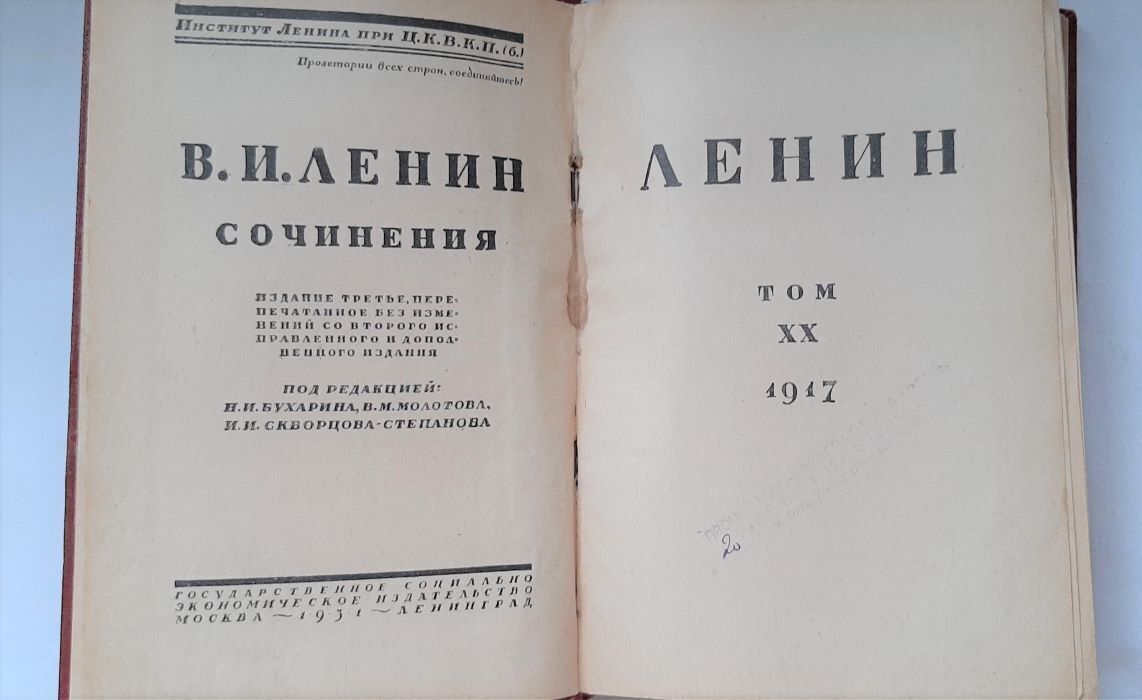 Институт Ленина при Ц.К.В.К.П.(б.)
Пролетарии всех стран, соединяйтесь!
В. И. ЛЕНИН
СОЧИНЕНИЯ
ИЗДАНИЕ ТРЕТЬЕ, ПЕРЕ-
ПЕЧАТАННОЕ БЕЗ ИЗМЕ-
НЕНИЙ СО ВТОРОГО ИС-
ПРАВЛЕННОГО И ДОПОЛ-
НЕННОГО ИЗДАНИЯ
ПОД РЕДАКЦИЕЙ:
Н.И. БУХАРИНА, В.М. МОЛОТОВА,
И.И. СКВОРЦОВА-СТЕПАНОВА
ГОСУДАРСТВЕННОЕ СОЦИАЛЬНО
ЭКОНОМИЧЕСКОЕ ИЗДАТЕЛЬСТВО
МОСКВА — 1931 — ЛЕНИНГРАД
ЛЕНИН
ТОМ
XX
1917
20